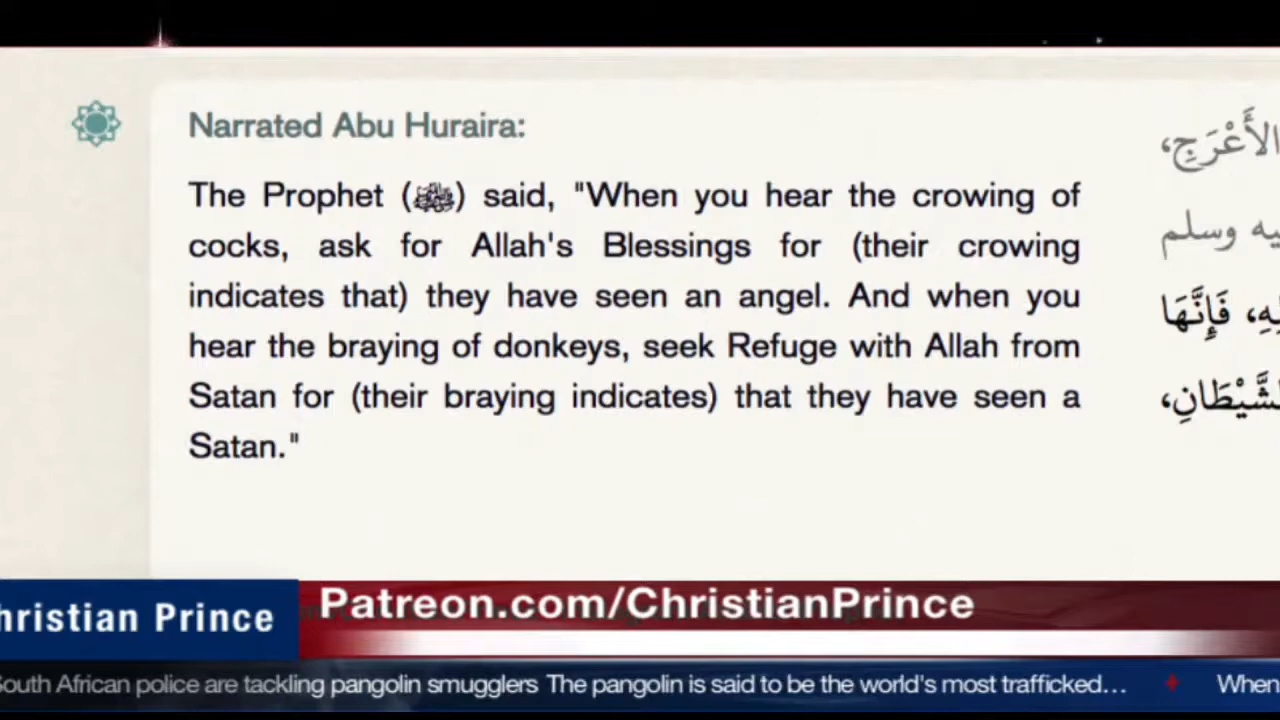 Narrated Abu Huraira:
The Prophet (ﷺ) said, "When you hear the crowing of
cocks, ask for Allah's Blessings for (their crowing
indicates that) they have seen an angel. And when you
hear the braying of donkeys, seek Refuge with Allah from
Satan for (their braying indicates) that they have seen a
Satan."
الأَعْرَجِ،
يه وسلم
لِهِ، فَإِنَّهَا
لشَّيْطَانِ،
hristian Prince
Patreon.com/ChristianPrince
South African police are tackling pangolin smugglers The pangolin is said to be the world's most trafficked… When